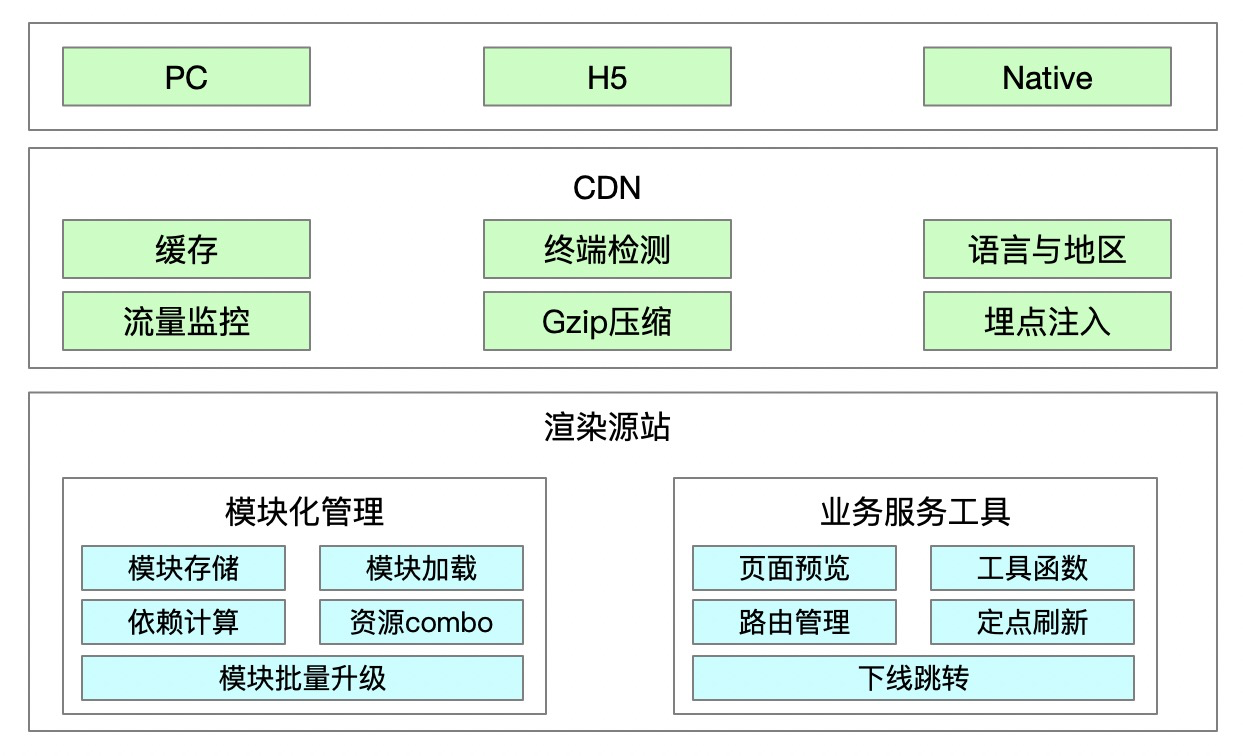 PC
H5
Native
CDN
缓存
终端检测
语言与地区
流量监控
Gzip压缩
埋点注入
渲染源站
模块化管理
模块存储
模块加载
依赖计算
资源combo
模块批量升级
业务服务工具
页面预览
工具函数
路由管理
定点刷新
下线跳转